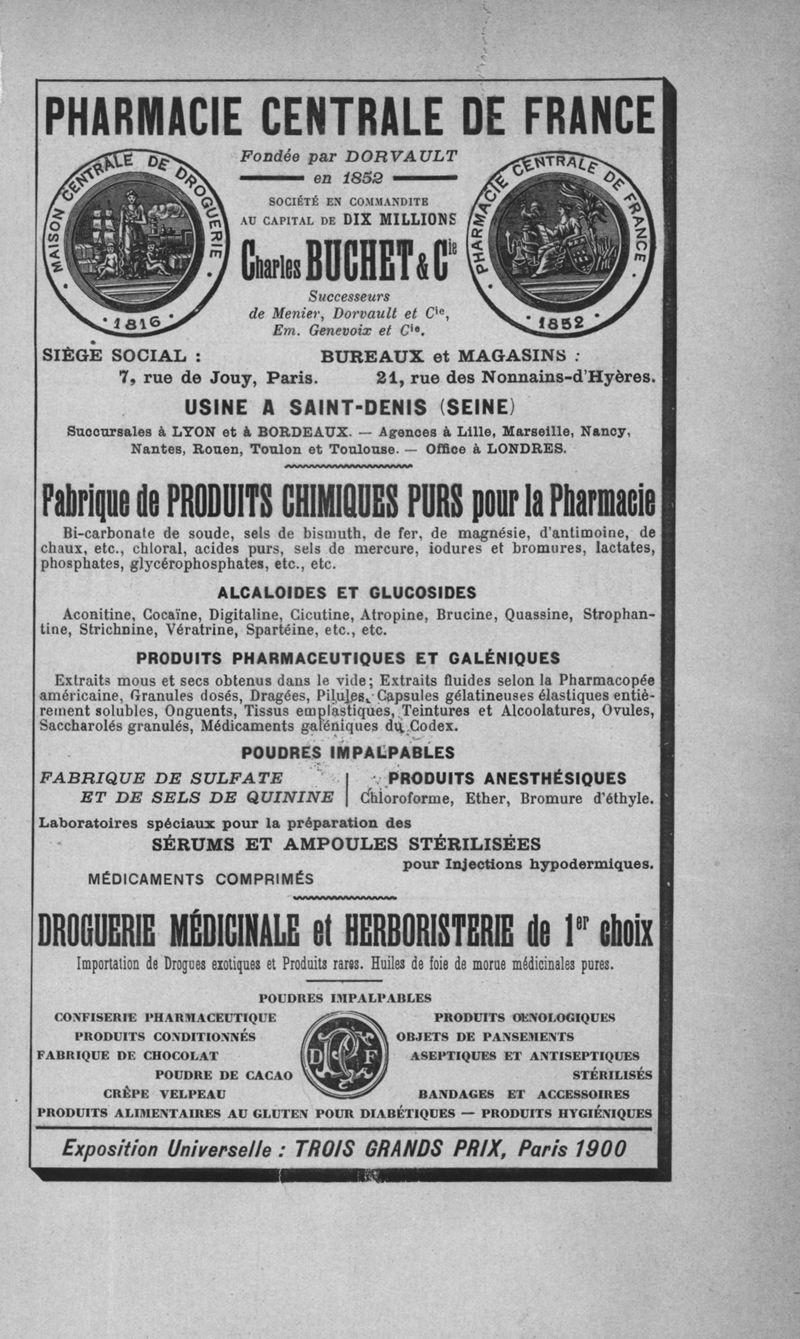 PHARMACIE CENTRALE DE FRANCE
Fondée par DORVAULT
en 1852
SOCIÉTÉ EN COMMANDITE
AU CAPITAL DE DIX MILLIONS
Charles BUCHET & Cie
Successeurs
de Menier, Dorvault et Cie,
Em. Genevoix et Cie.
MAISON CENTRALE DE DROGUERIE
1816
PHARMACIE CENTRALE DE FRANCE
1852
SIÈGE SOCIAL :
7, rue de Jouy, Paris.
BUREAUX et MAGASINS :
21, rue des Nonnains-d'Hyères.
USINE A SAINT-DENIS (SEINE)
Succursales à LYON et à BORDEAUX. — Agences à Lille, Marseille, Nancy,
Nantes, Rouen, Toulon et Toulouse. — Office à LONDRES.
Fabrique de PRODUITS CHIMIQUES PURS pour la Pharmacie
Bi-carbonate de soude, sels de bismuth, de fer, de magnésie, d'antimoine, de
chaux, etc., chloral, acides purs, sels de mercure, iodures et bromures, lactates,
phosphates, glycérophosphates, etc., etc.
ALCALOIDES ET GLUCOSIDES
Aconitine, Cocaïne, Digitaline, Cicutine, Atropine, Brucine, Quassine, Strophan-
tine, Strichnine, Vératrine, Spartéine, etc., etc.
PRODUITS PHARMACEUTIQUES ET GALÉNIQUES
Extraits mous et secs obtenus dans le vide; Extraits fluides selon la Pharmacopée
américaine, Granules dosés, Dragées, Pilules, Capsules gélatineuses élastiques entiè-
rement solubles, Onguents, Tissus emplastiques, Teintures et Alcoolatures, Ovules,
Saccharolés granulés, Médicaments galéniques du Codex.
POUDRES IMPALPABLES
FABRIQUE DE SULFATE
ET DE SELS DE QUININE
PRODUITS ANESTHÉSIQUES
Chloroforme, Ether, Bromure d'éthyle.
Laboratoires spéciaux pour la préparation des
SÉRUMS ET AMPOULES STÉRILISÉES
pour Injections hypodermiques.
MÉDICAMENTS COMPRIMÉS
DROGUERIE MÉDICINALE et HERBORISTERIE de 1er choix
Importation de Drogues exotiques et Produits rares. Huiles de foie de morue médicinales pures.
POUDRES IMPALPABLES
CONFISERIE PHARMACEUTIQUE
PRODUITS CONDITIONNÉS
FABRIQUE DE CHOCOLAT
POUDRE DE CACAO
CRÊPE VELPEAU
D P F
PRODUITS ŒNOLOGIQUES
OBJETS DE PANSEMENTS
ASEPTIQUES ET ANTISEPTIQUES
STÉRILISÉS
BANDAGES ET ACCESSOIRES
PRODUITS ALIMENTAIRES AU GLUTEN POUR DIABÉTIQUES — PRODUITS HYGIÉNIQUES
Exposition Universelle : TROIS GRANDS PRIX, Paris 1900